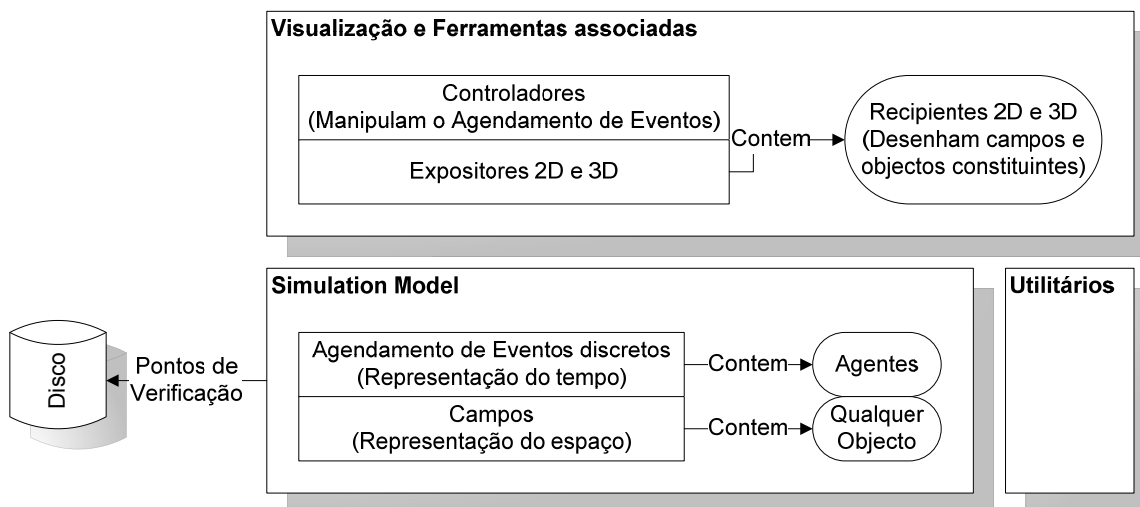 Visualização e Ferramentas associadas
Controladores
(Manipulam o Agendamento de Eventos)
Expositores 2D e 3D
Contem
Recipientes 2D e 3D
(Desenham campos e
objectos constituintes)
Simulation Model
Utilitários
Disco
Pontos de
Verificação
Agendamento de Eventos discretos
(Representação do tempo)
Contem
Agentes
Campos
(Representação do espaço)
Contem
Qualquer
Objecto